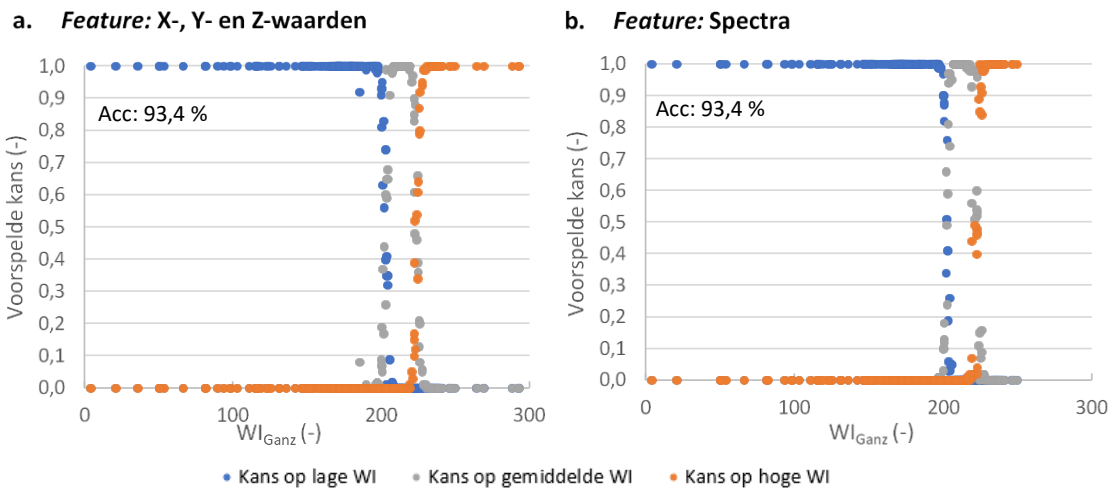 a. Feature: X-, Y- en Z-waarden
Voorspelde kans (-)
1,0
0,9
0,8
0,7
0,6
0,5
0,4
0,3
0,2
0,1
0,0
Acc: 93,4 %
0 100 200 300
WI_Ganz (-)
b. Feature: Spectra
Voorspelde kans (-)
1,0
0,9
0,8
0,7
0,6
0,5
0,4
0,3
0,2
0,1
0,0
Acc: 93,4 %
0 100 200 300
WI_Ganz (-)
Kans op lage WI Kans op gemiddelde WI Kans op hoge WI